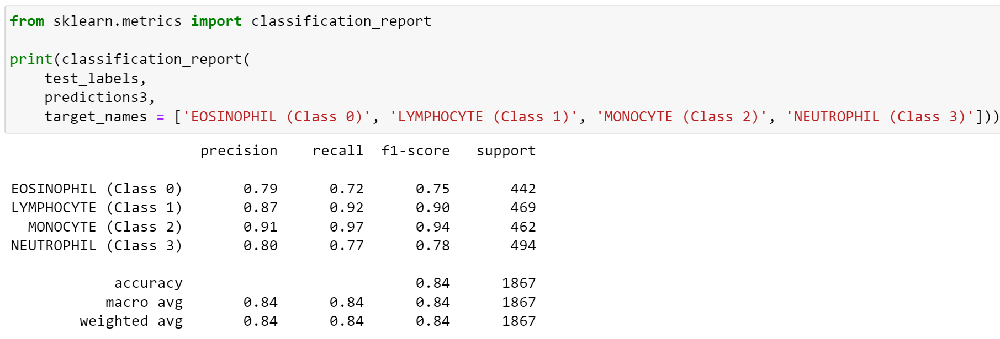 from sklearn.metrics import classification_report
print(classification_report(
    test_labels,
    predictions3,
    target_names = ['EOSINOPHIL (Class 0)', 'LYMPHOCYTE (Class 1)', 'MONOCYTE (Class 2)', 'NEUTROPHIL (Class 3)']))
precision recall f1-score support
EOSINOPHIL (Class 0) 0.79 0.72 0.75 442
LYMPHOCYTE (Class 1) 0.87 0.92 0.90 469
MONOCYTE (Class 2) 0.91 0.97 0.94 462
NEUTROPHIL (Class 3) 0.80 0.77 0.78 494
accuracy 0.84 1867
macro avg 0.84 0.84 0.84 1867
weighted avg 0.84 0.84 0.84 1867